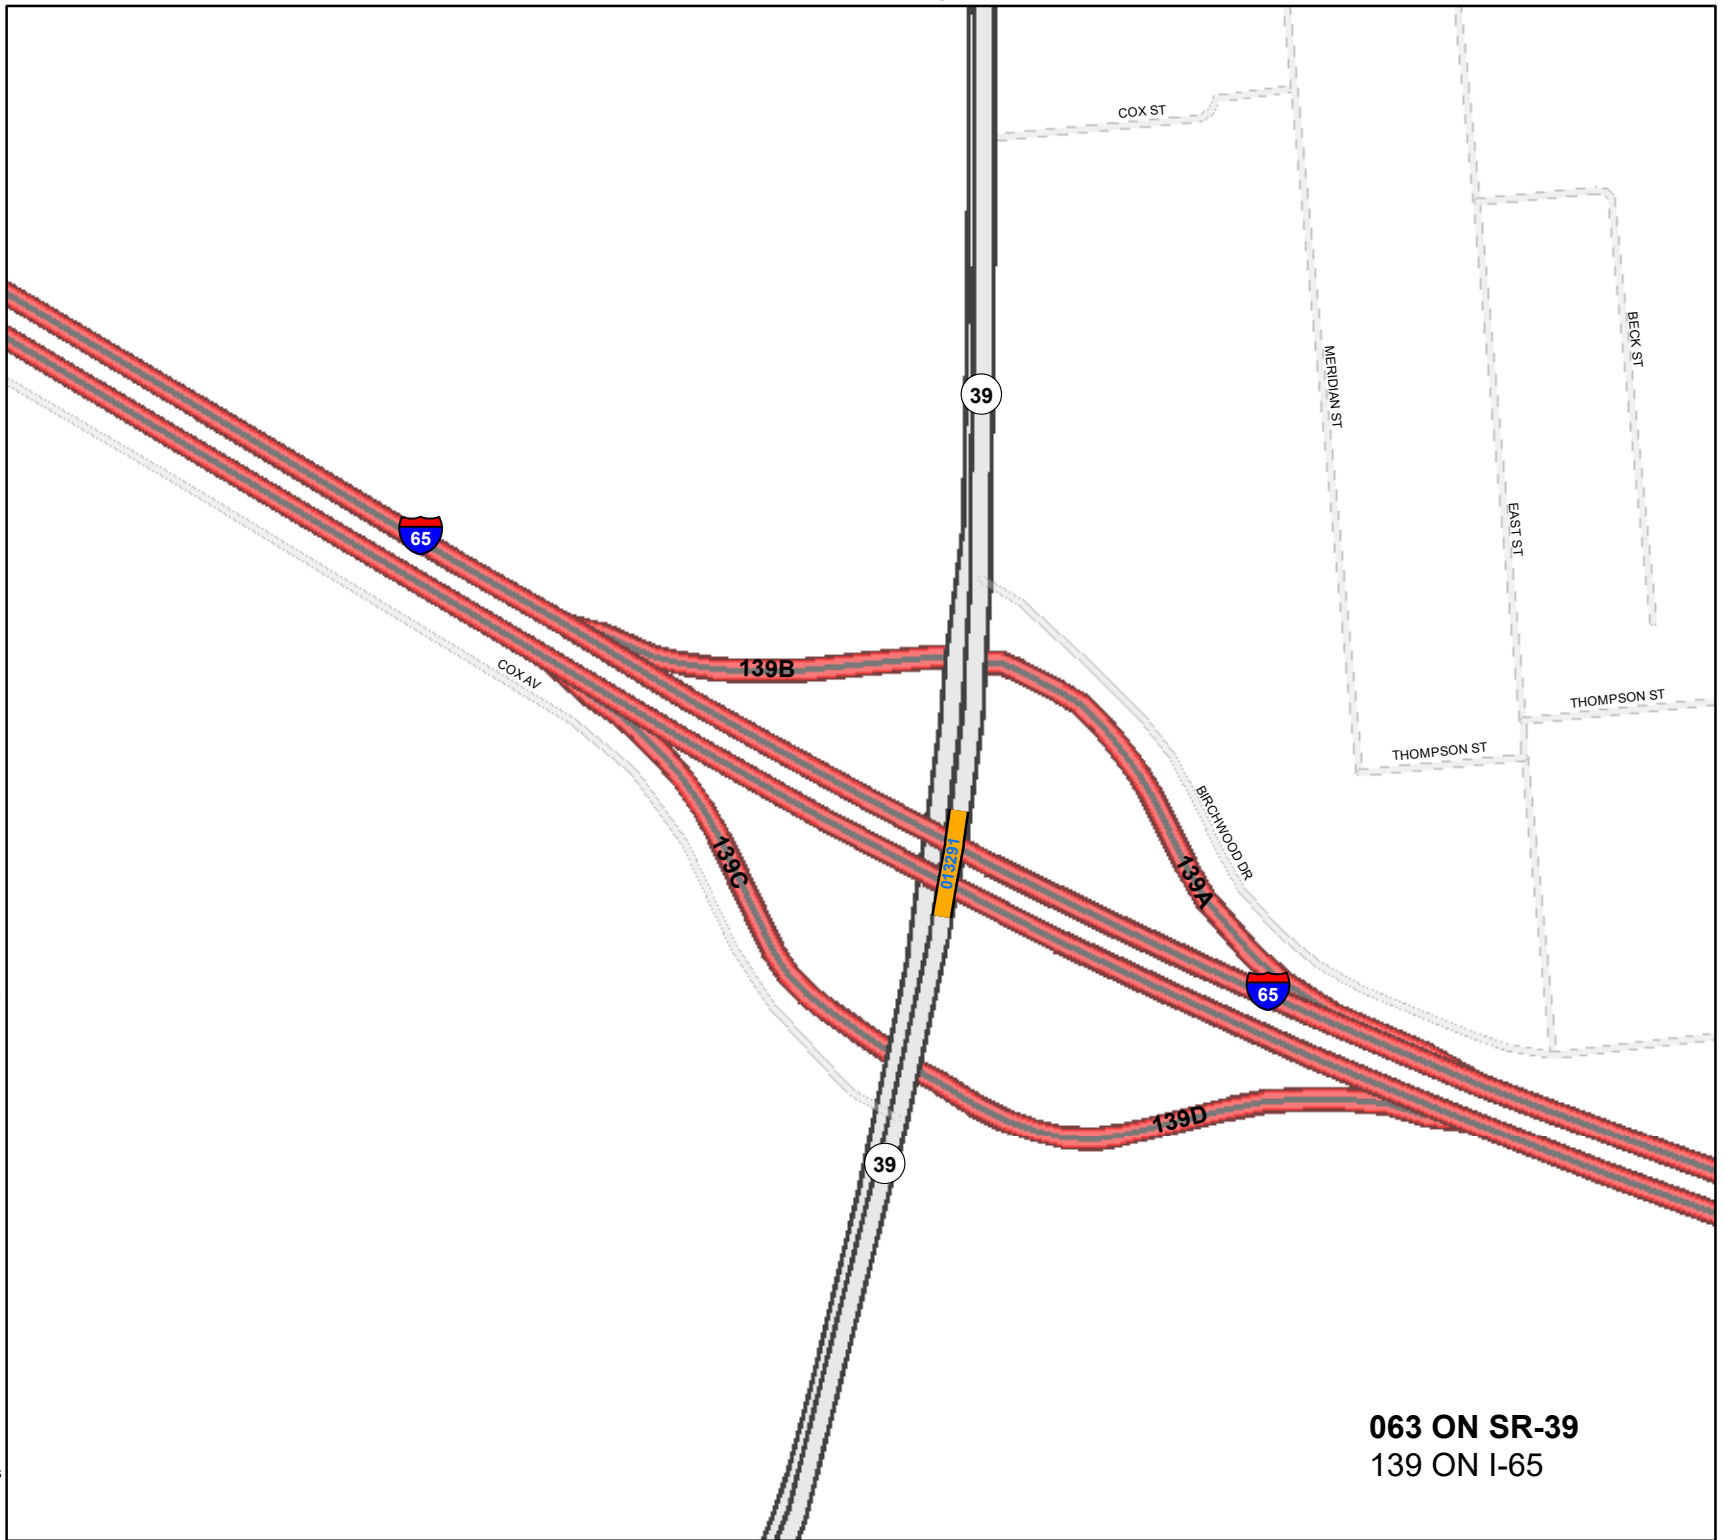 COX ST
BECK ST
MERIDIAN ST
39
EAST ST
65
139B
COX AV
THOMPSON ST
THOMPSON ST
BIRCHWOOD DR
013291
139C
139A
65
139D
39
063 ON SR-39
139 ON I-65